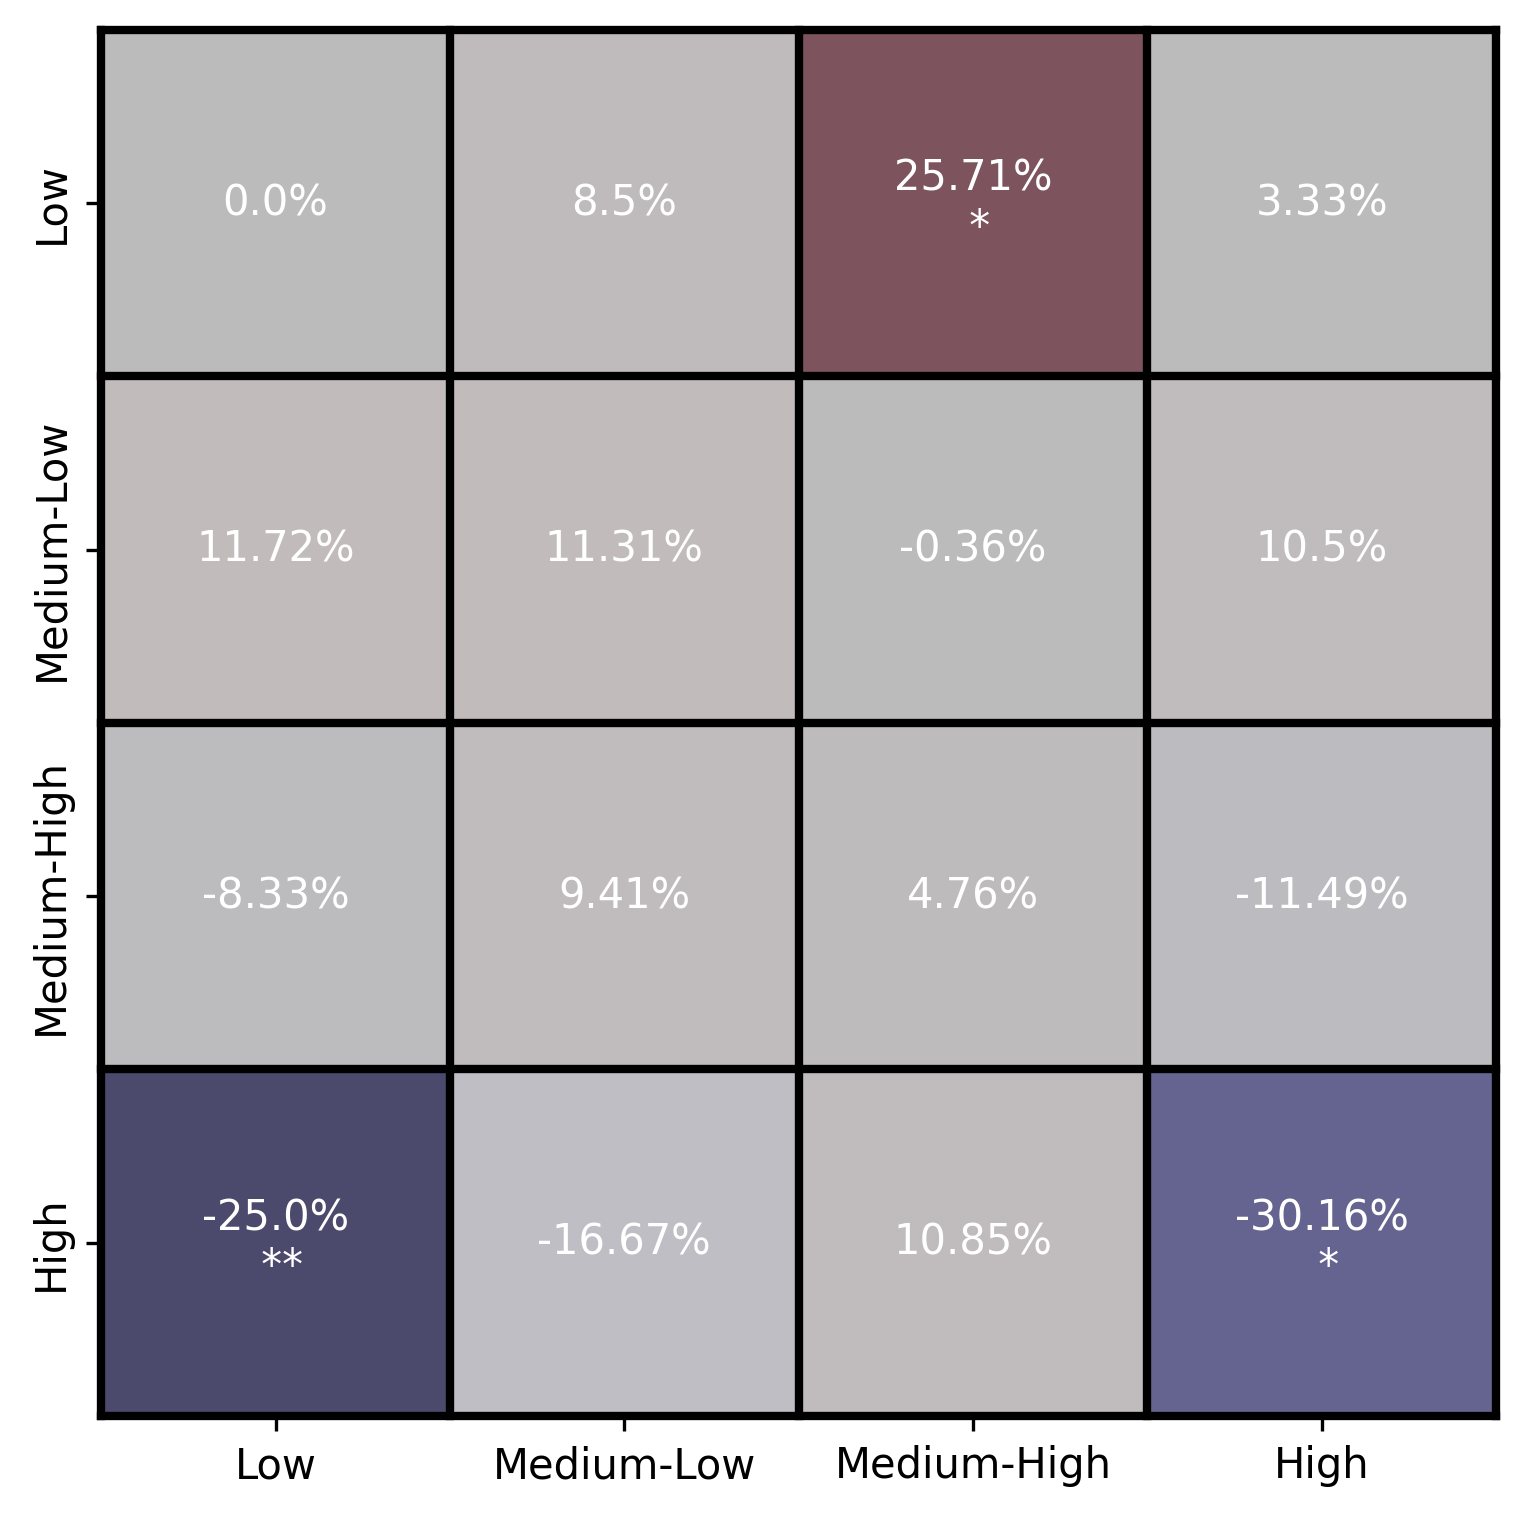 Low
0.0%
8.5%
25.71%
*
3.33%
Medium-Low
11.72%
11.31%
-0.36%
10.5%
Medium-High
-8.33%
9.41%
4.76%
-11.49%
High
-25.0%
**
-16.67%
10.85%
-30.16%
*
Low
Medium-Low
Medium-High
High